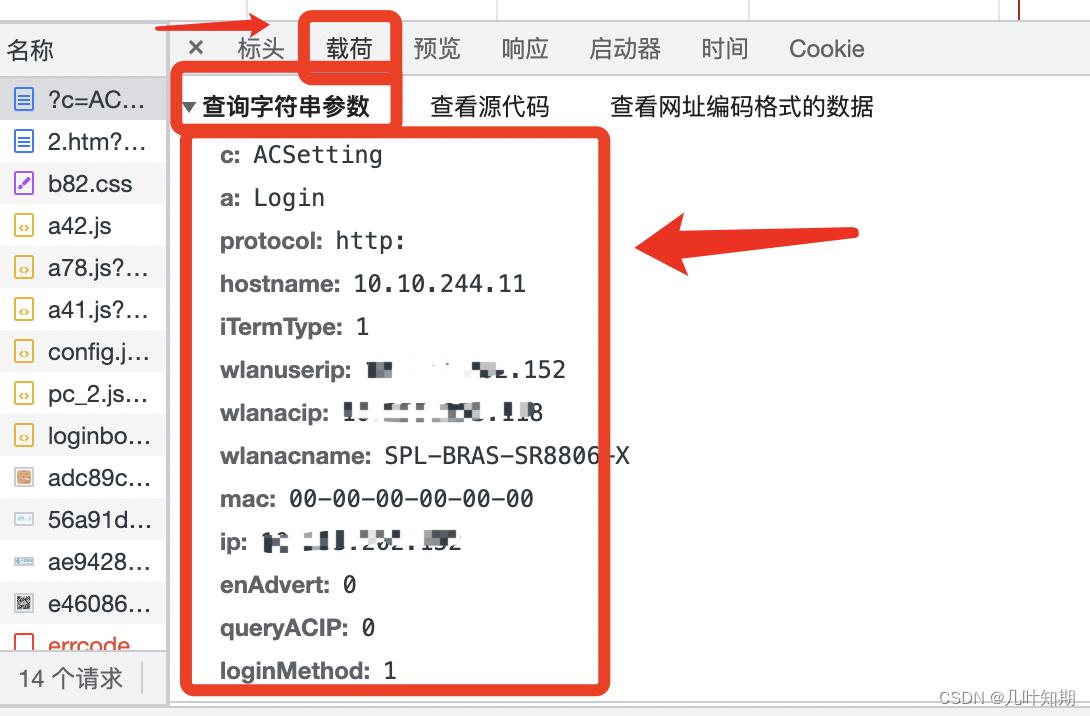 名称
× 标头 载荷 预览 响应 启动器 时间 Cookie
▼查询字符串参数 查看源代码 查看网址编码格式的数据
?c=AC...
2.htm?...
b82.css
a42.js
a78.js?...
a41.js?...
config.j...
pc_2.js...
loginbo...
adc89c...
56a91d...
ae9428...
e46086...
errcode
14 个请求
c: ACSetting
a: Login
protocol: http:
hostname: 10.10.244.11
iTermType: 1
wlanuserip: .152
wlanacip:
wlanacname: SPL-BRAS-SR8806-X
mac: 00-00-00-00-00-00
ip:
enAdvert: 0
queryACIP: 0
loginMethod: 1
CSDN @几叶知期